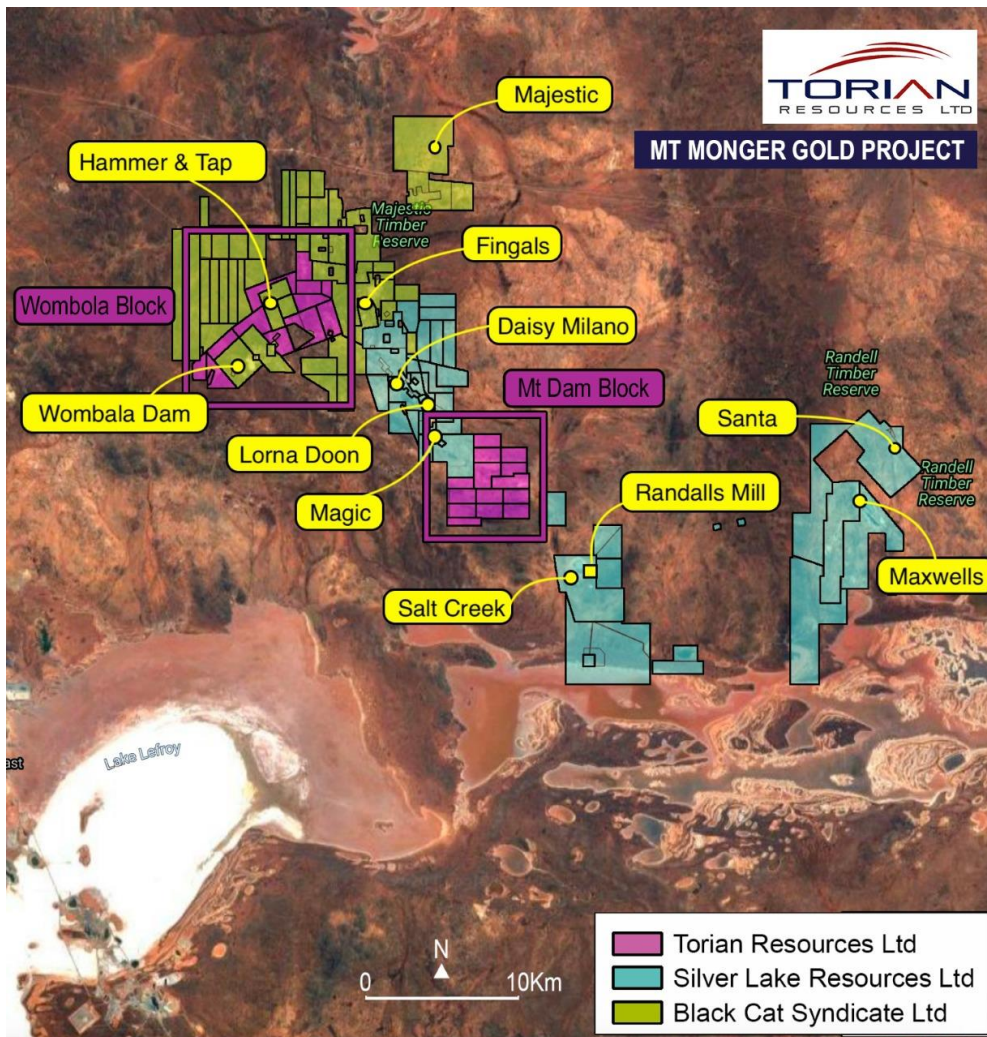 TORIAN
RESOURCES LTD
MT MONGER GOLD PROJECT
Majestic
Hammer & Tap
Majestic
Timber
Reserve
Fingals
Wombola Block
Daisy Milano
Randell
Timber
Reserve
Mt Dam Block
Wombala Dam
Santa
Lorna Doon
Randell
Timber
Reserve
Randalls Mill
Magic
Maxwells
Salt Creek
Lake Lefroy
ast
N
0 10Km
Torian Resources Ltd
Silver Lake Resources Ltd
Black Cat Syndicate Ltd